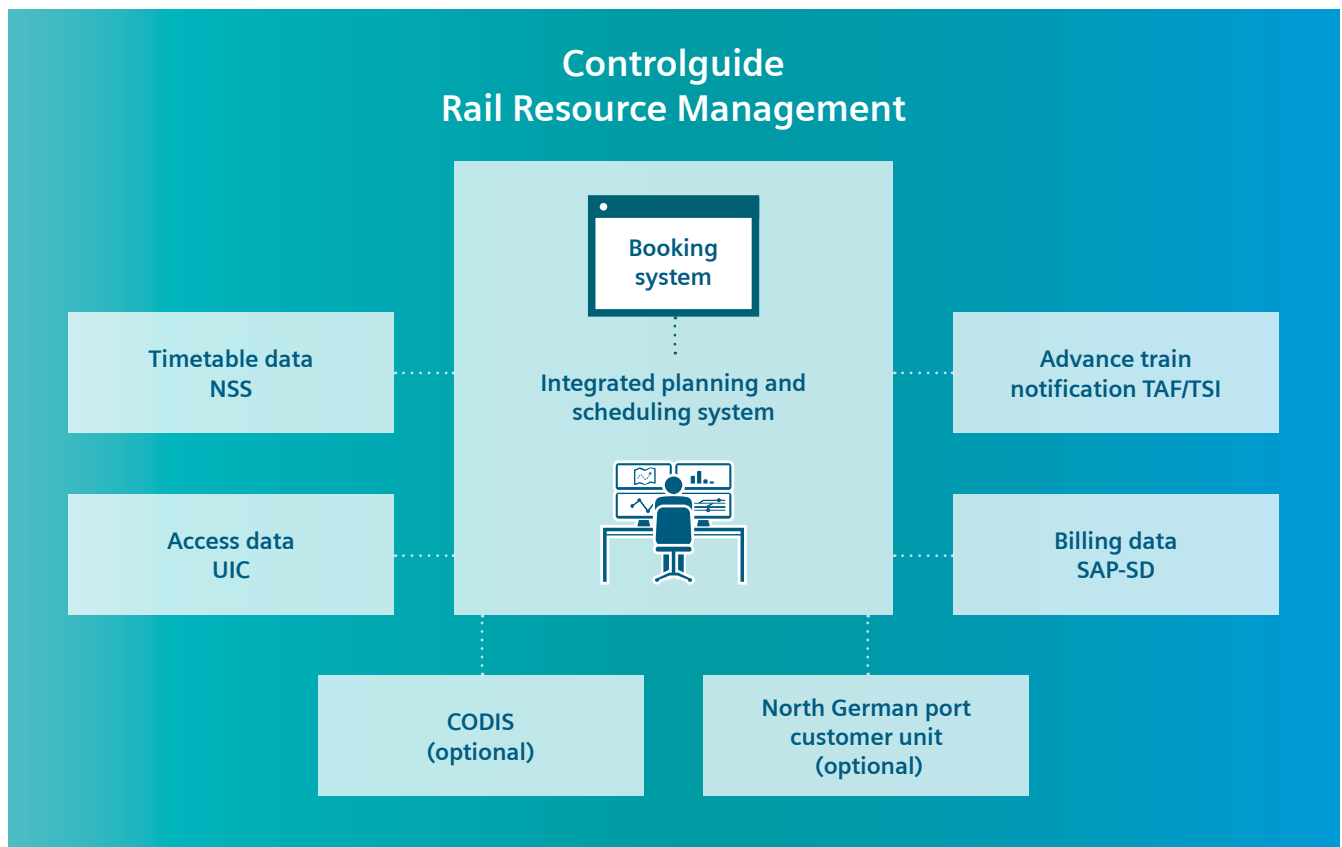 Controlguide
Rail Resource Management
Booking
system
Integrated planning and
scheduling system
Timetable data
NSS
Access data
UIC
Advance train
notification TAF/TSI
Billing data
SAP-SD
CODIS
(optional)
North German port
customer unit
(optional)